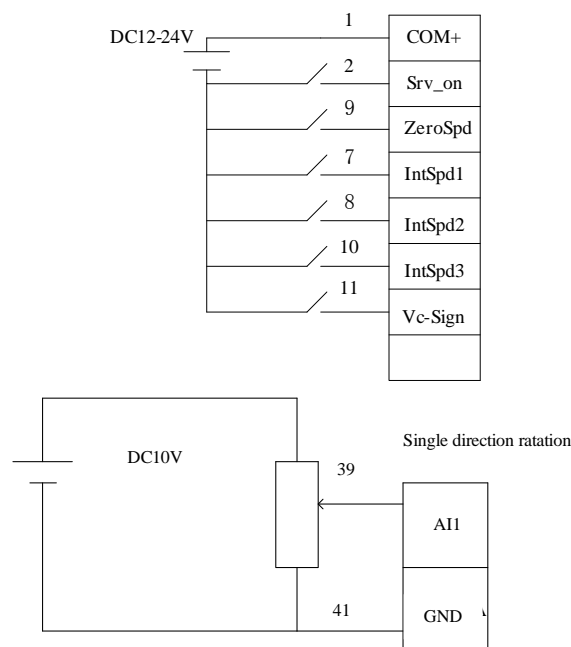 1
DC12-24V
COM+
2
Srv_on
9
ZeroSpd
7
IntSpd1
8
IntSpd2
10
IntSpd3
11
Vc-Sign
Single direction ratation
DC10V
39
AI1
41
GND